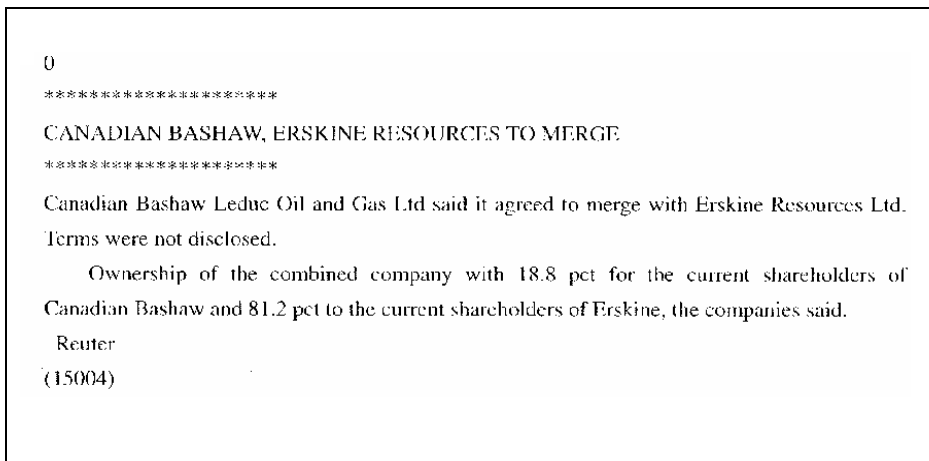 0
*********************
CANADIAN BASHAW, ERSKINE RESOURCES TO MERGE
*********************
Canadian Bashaw Leduc Oil and Gas Ltd said it agreed to merge with Erskine Resources Ltd.
Terms were not disclosed.
Ownership of the combined company with 18.8 pct for the current shareholders of
Canadian Bashaw and 81.2 pct to the current shareholders of Erskine, the companies said.
Reuter
(15004)